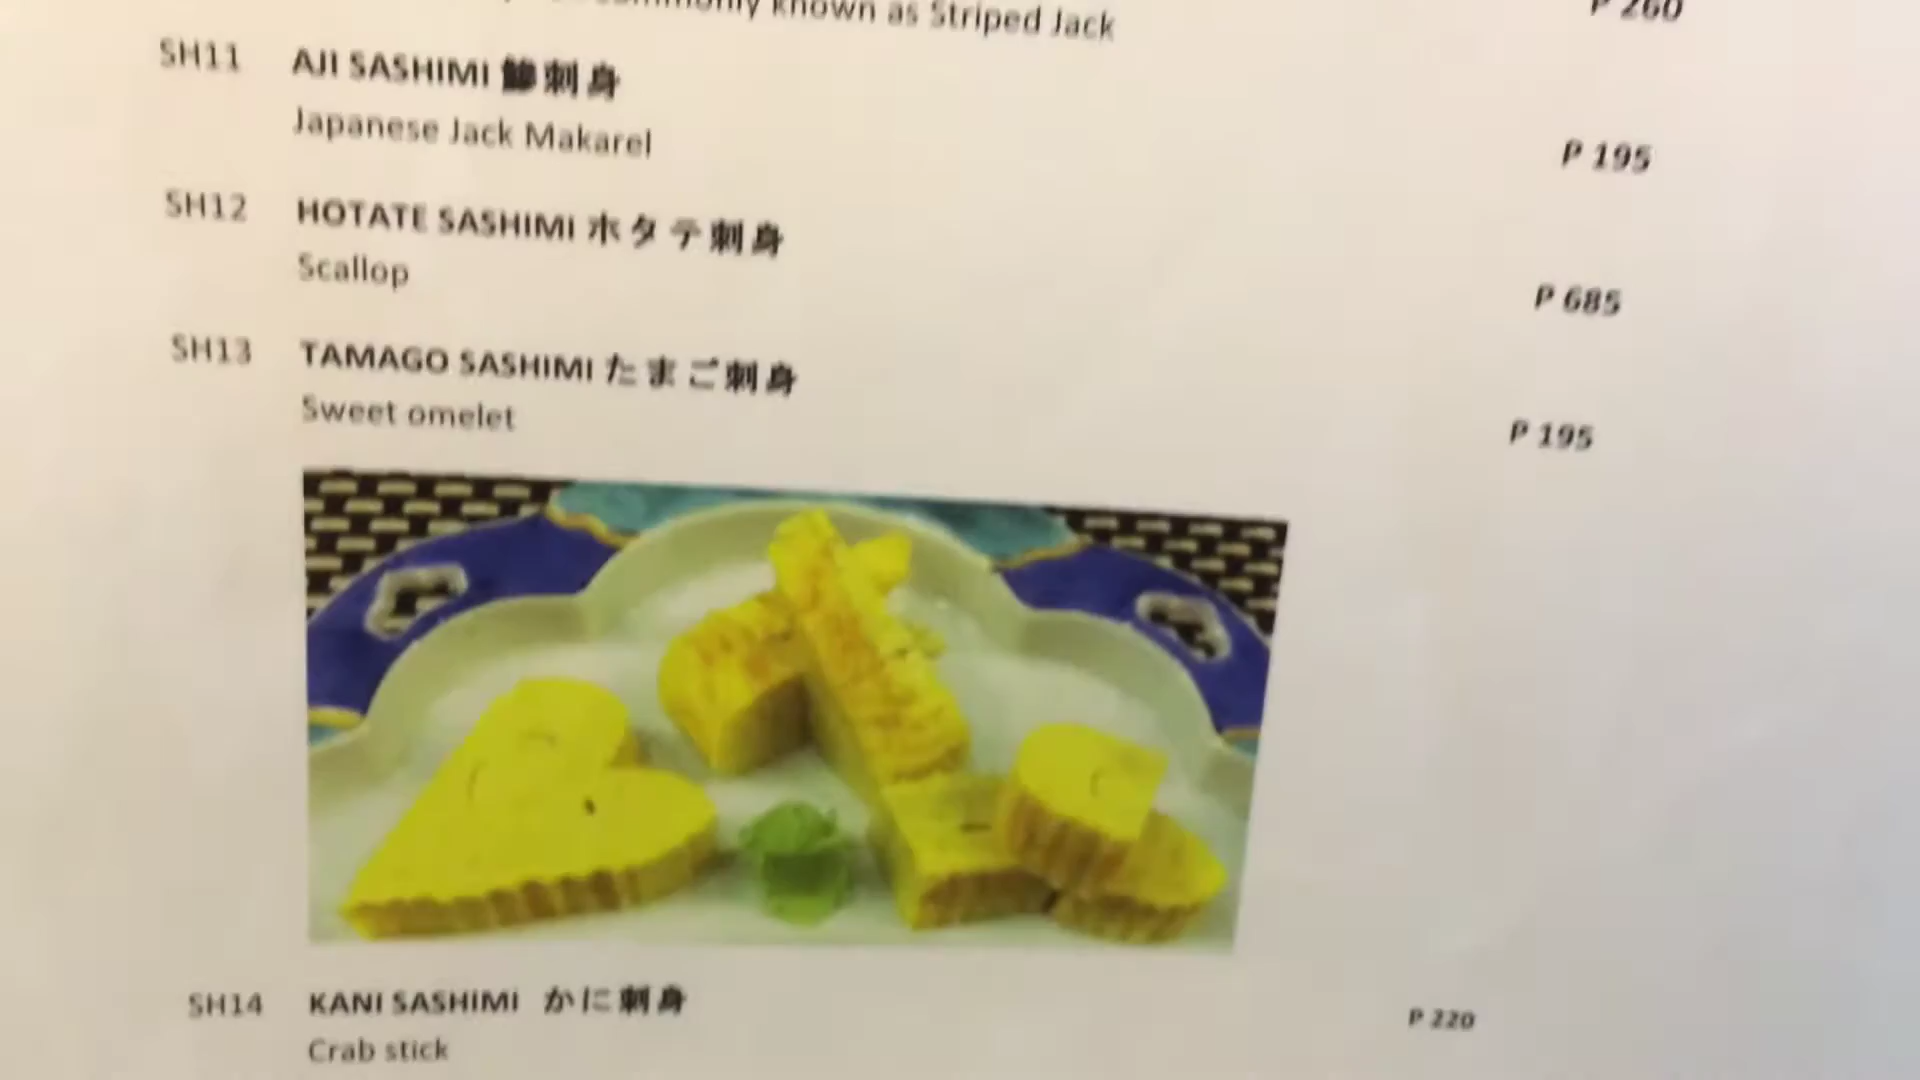 commonly known as Striped Jack P 260
SH11 AJI SASHIMI 鰺刺身
Japanese Jack Makarel P 195
SH12 HOTATE SASHIMI ホタテ刺身
Scallop P 685
SH13 TAMAGO SASHIMI たまご刺身
Sweet omelet P 195
SH14 KANI SASHIMI かに刺身 P 220
Crab stick